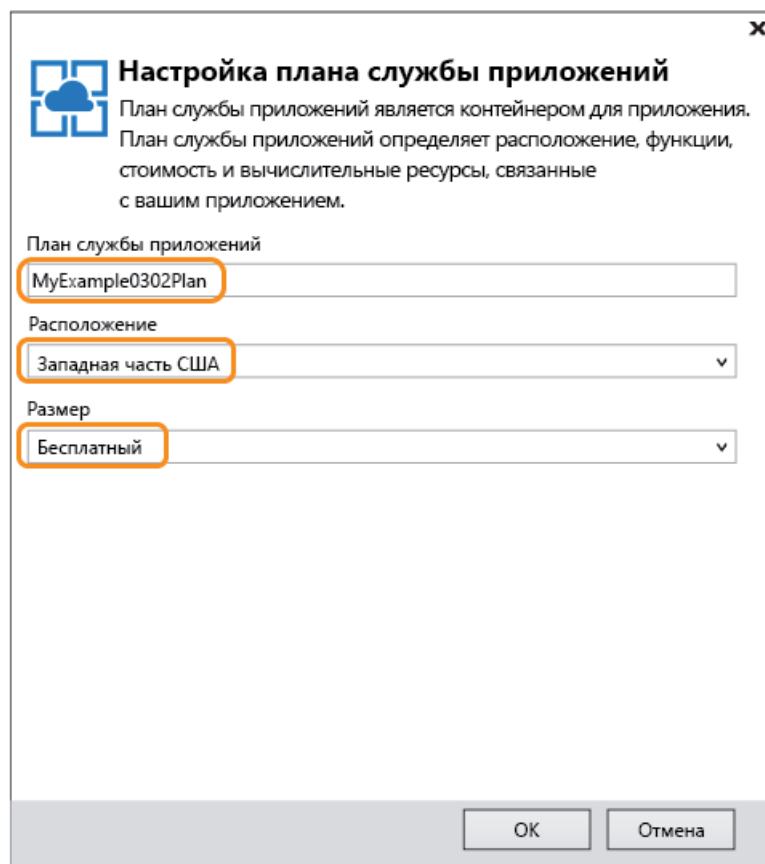 Настройка плана службы приложений
План службы приложений является контейнером для приложения.
План службы приложений определяет расположение, функции,
стоимость и вычислительные ресурсы, связанные
с вашим приложением.
План службы приложений
MyExample0302Plan
Расположение
Западная часть США
Размер
Бесплатный
ОК
Отмена